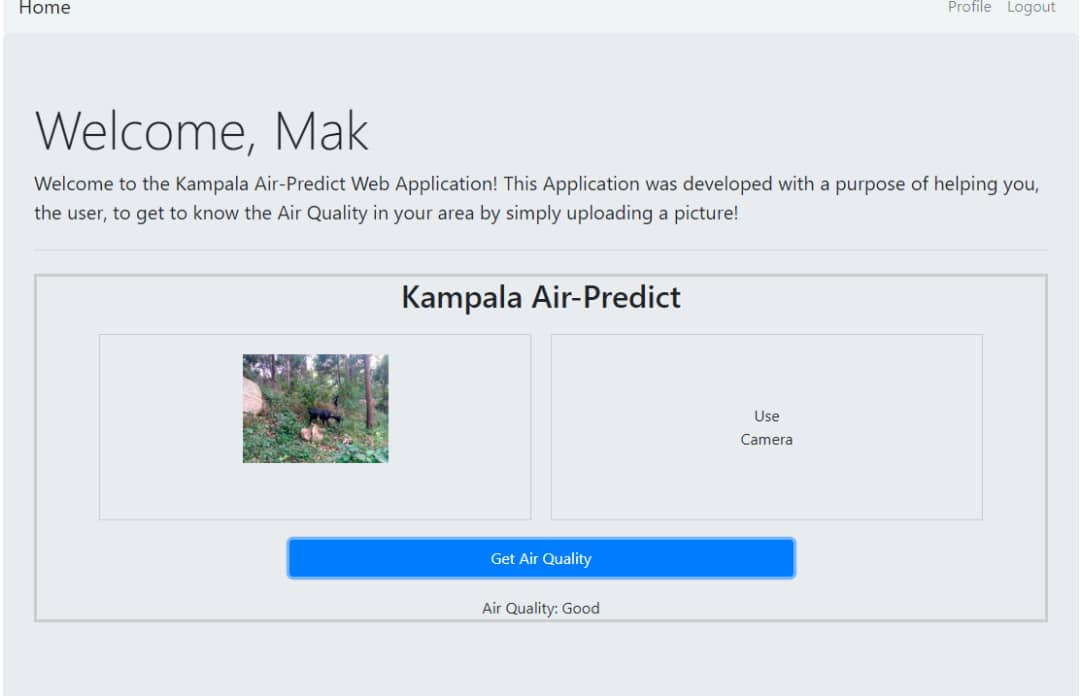 Home
Profile Logout
Welcome, Mak
Welcome to the Kampala Air-Predict Web Application! This Application was developed with a purpose of helping you,
the user, to get to know the Air Quality in your area by simply uploading a picture!
Kampala Air-Predict
Use
Camera
Get Air Quality
Air Quality: Good